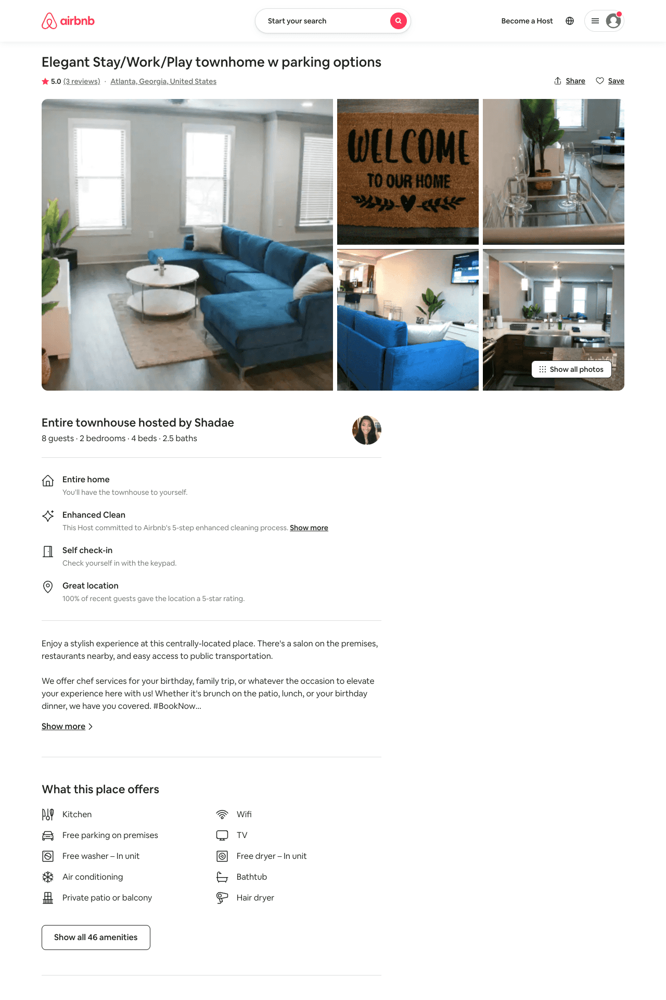 airbnb
Start your search
Become a Host
Elegant Stay/Work/Play townhome w parking options
5.0 (3 reviews) · Atlanta, Georgia, United States
Share
Save
WELCOME
TO OUR HOME
Show all photos
Entire townhouse hosted by Shadae
8 guests · 2 bedrooms · 4 beds · 2.5 baths
Entire home
You’ll have the townhouse to yourself.
Enhanced Clean
This Host committed to Airbnb's 5-step enhanced cleaning process. Show more
Self check-in
Check yourself in with the keypad.
Great location
100% of recent guests gave the location a 5-star rating.
Enjoy a stylish experience at this centrally-located place. There's a salon on the premises,
restaurants nearby, and easy access to public transportation.
We offer chef services for your birthday, family trip, or whatever the occasion to elevate
your experience here with us! Whether it's brunch on the patio, lunch, or your birthday
dinner, we have you covered. #BookNow...
Show more
What this place offers
Kitchen
Wifi
Free parking on premises
TV
Free washer – In unit
Free dryer – In unit
Air conditioning
Bathtub
Private patio or balcony
Hair dryer
Show all 46 amenities